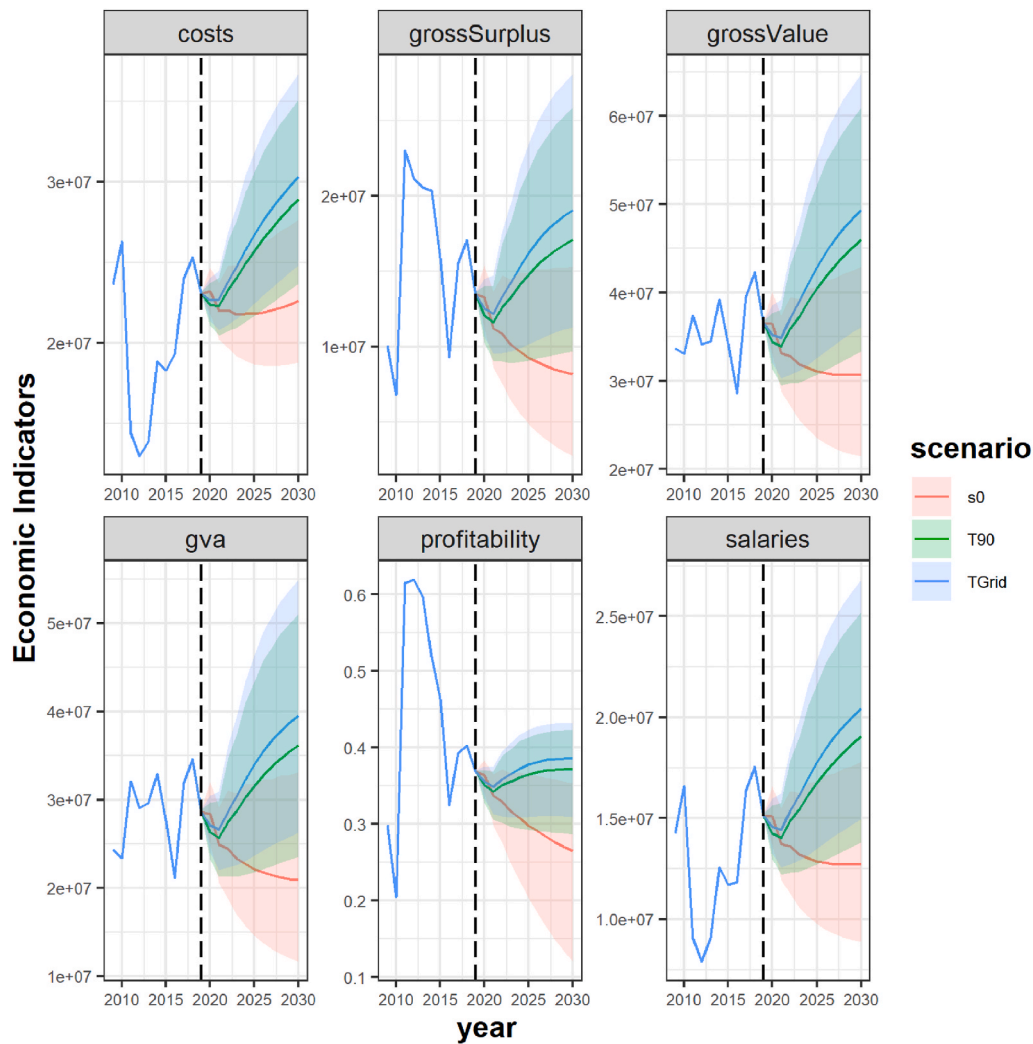 costs
grossSurplus
grossValue
3e+07
2e+07
2e+07
1e+07
6e+07
5e+07
4e+07
3e+07
2e+07
2010 2015 2020 2025 2030
2010 2015 2020 2025 2030
2010 2015 2020 2025 2030
Economic Indicators
gva
profitability
salaries
5e+07
4e+07
3e+07
2e+07
1e+07
0.6
0.5
0.4
0.3
0.2
0.1
2.5e+07
2.0e+07
1.5e+07
1.0e+07
2010 2015 2020 2025 2030
2010 2015 2020 2025 2030
2010 2015 2020 2025 2030
year
scenario
s0
T90
TGrid